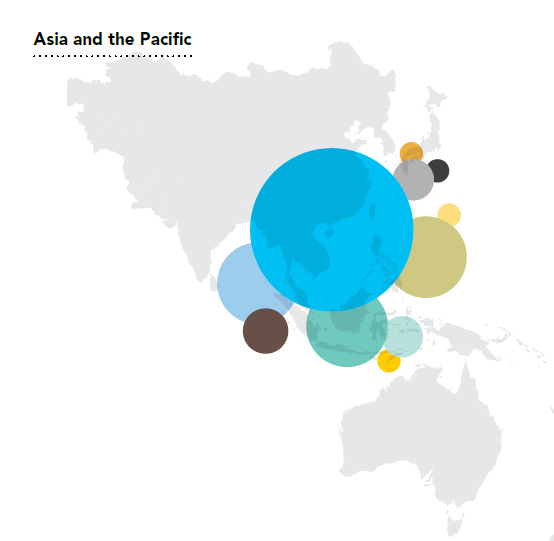 Asia and the Pacific